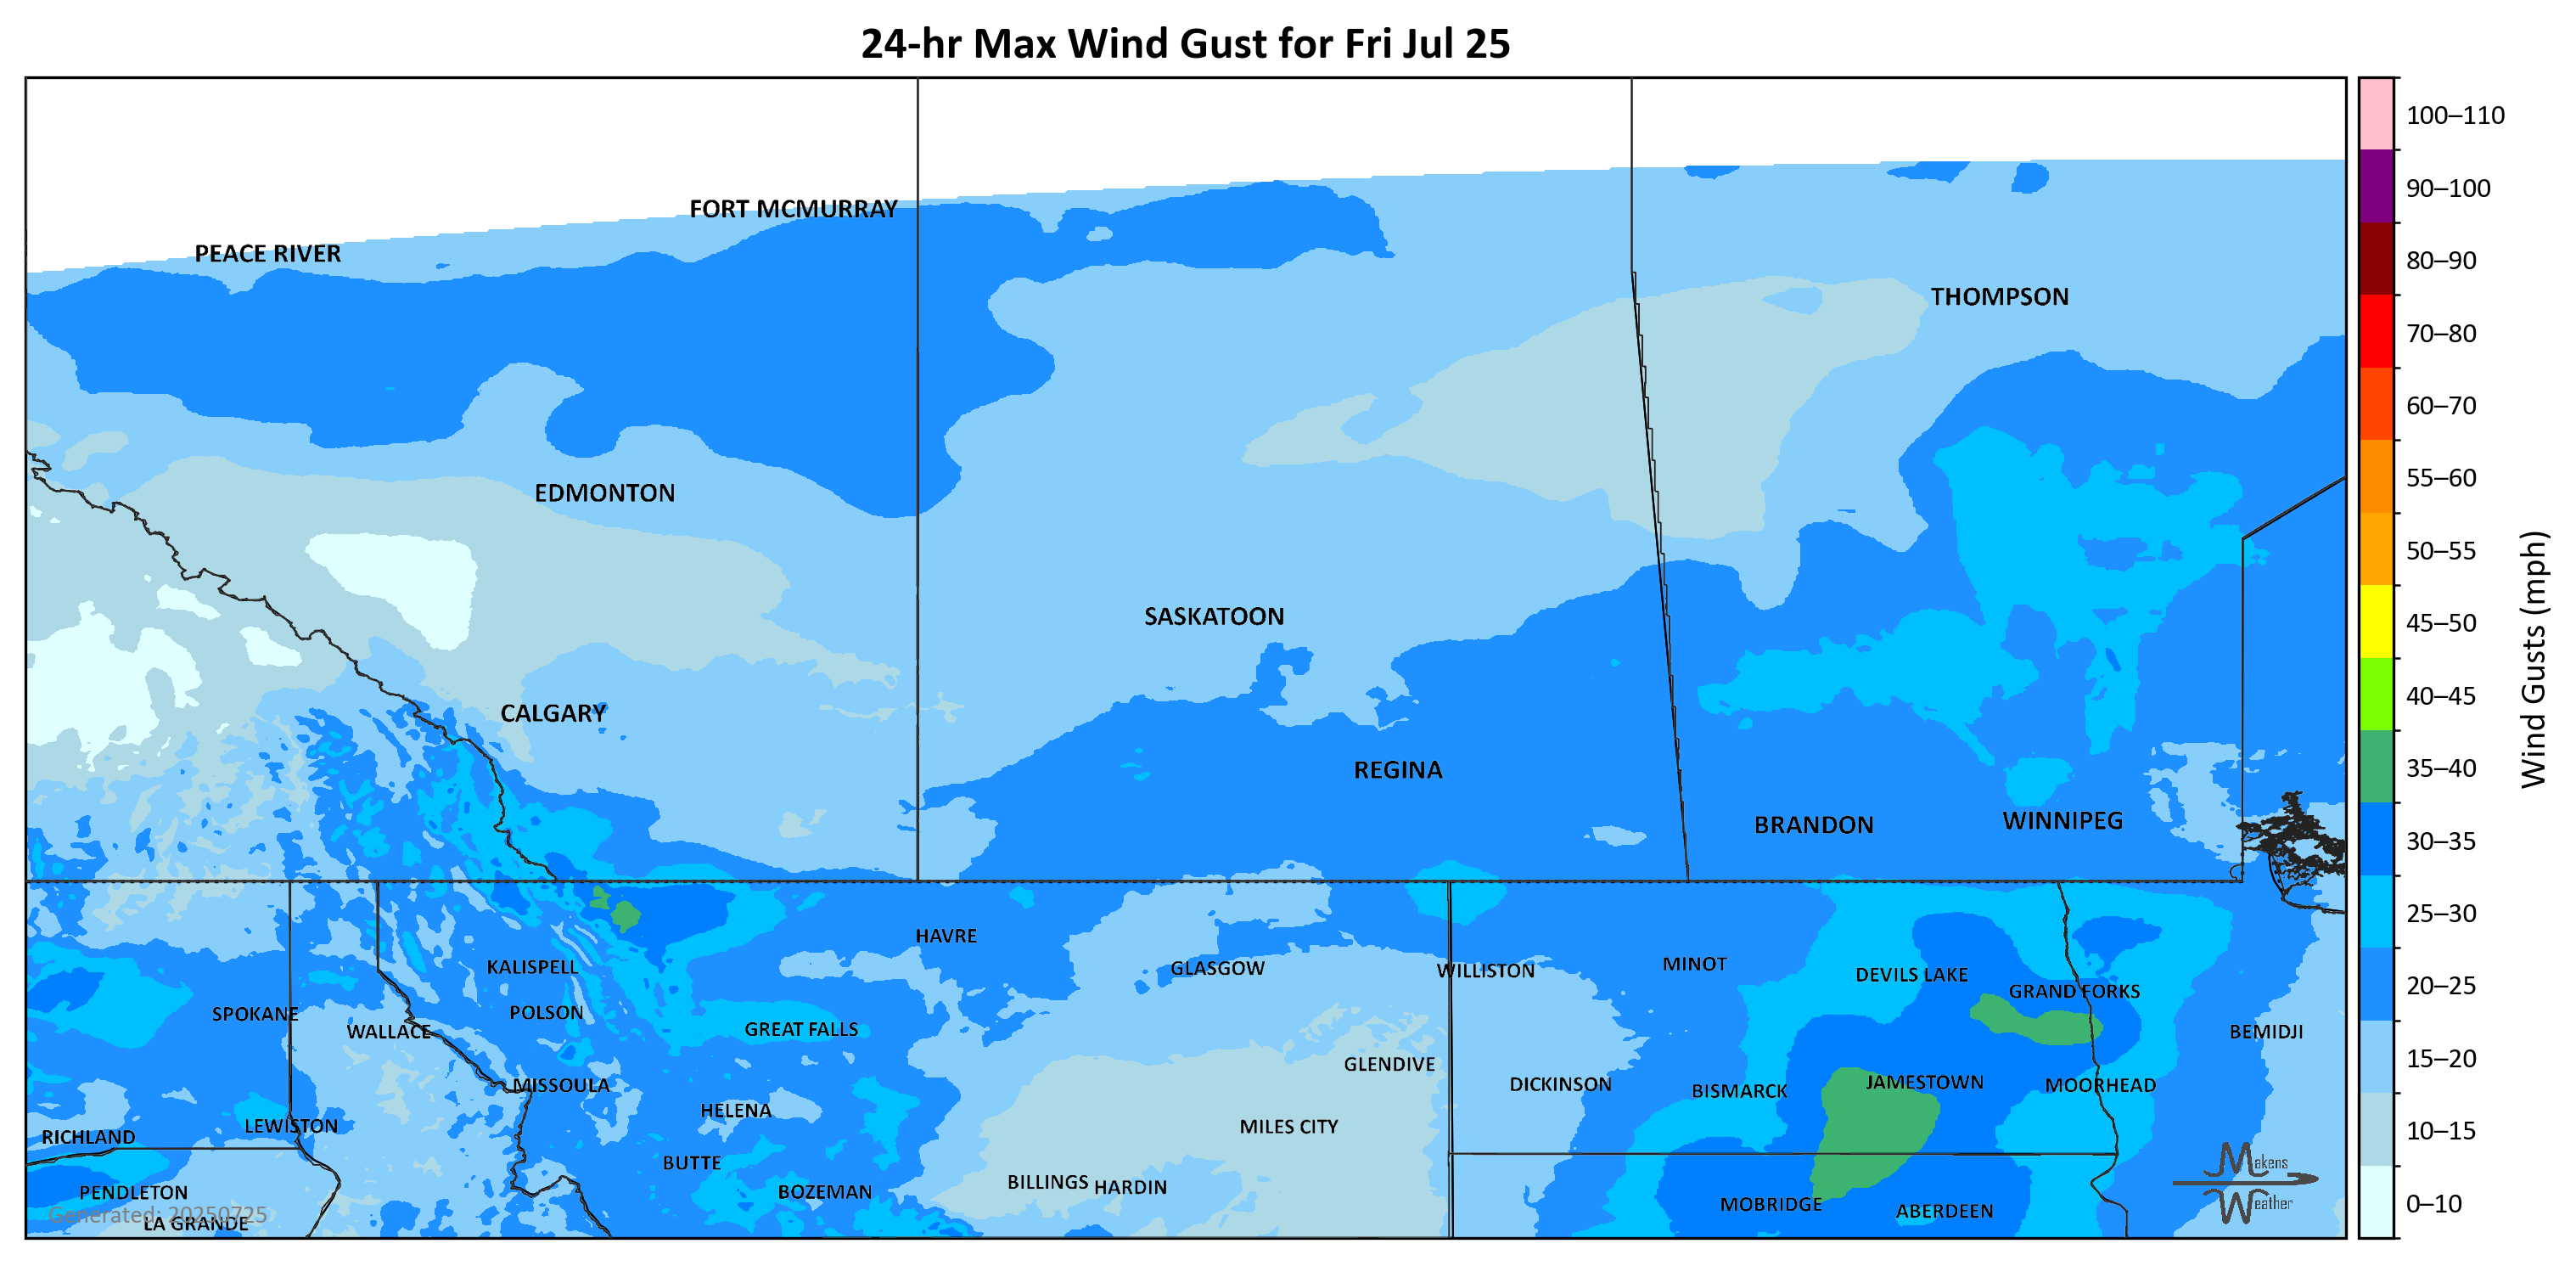 24-hr Max Wind Gust for Fri Jul 25
100–110
90–100
80–90
70–80
60–70
55–60
50–55
45–50
40–45
35–40
30–35
25–30
20–25
15–20
10–15
0–10
Wind Gusts (mph)
FORT MCMURRAY
PEACE RIVER
THOMPSON
EDMONTON
SASKATOON
CALGARY
REGINA
BRANDON
WINNIPEG
HAVRE
KALISPELL
GLASGOW
WILLISTON
MINOT
DEVILS LAKE
GRAND FORKS
SPOKANE
POLSON
WALLACE
GREAT FALLS
BEMIDJI
GLENDIVE
MISSOULA
DICKINSON
BISMARCK
JAMESTOWN
MOORHEAD
HELENA
LEWISTON
MILES CITY
RICHLAND
BUTTE
Makens
Weather
PENDLETON
BOZEMAN
BILLINGS
HARDIN
MOBRIDGE
ABERDEEN
Generated: 20250725
LA GRANDE